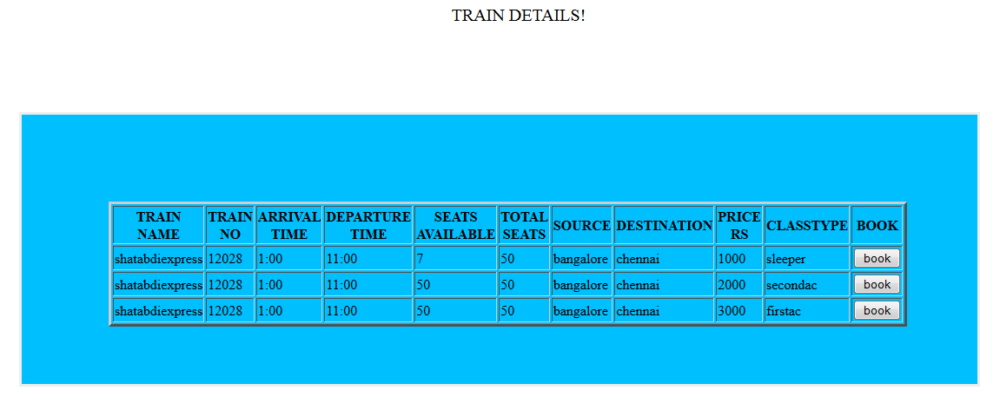 TRAIN DETAILS!
TRAIN NAME TRAIN NO ARRIVAL TIME DEPARTURE TIME SEATS AVAILABLE TOTAL SEATS SOURCE DESTINATION PRICE RS CLASSTYPE BOOK
shatabdiexpress 12028 1:00 11:00 7 50 bangalore chennai 1000 sleeper book
shatabdiexpress 12028 1:00 11:00 50 50 bangalore chennai 2000 secondac book
shatabdiexpress 12028 1:00 11:00 50 50 bangalore chennai 3000 firstac book